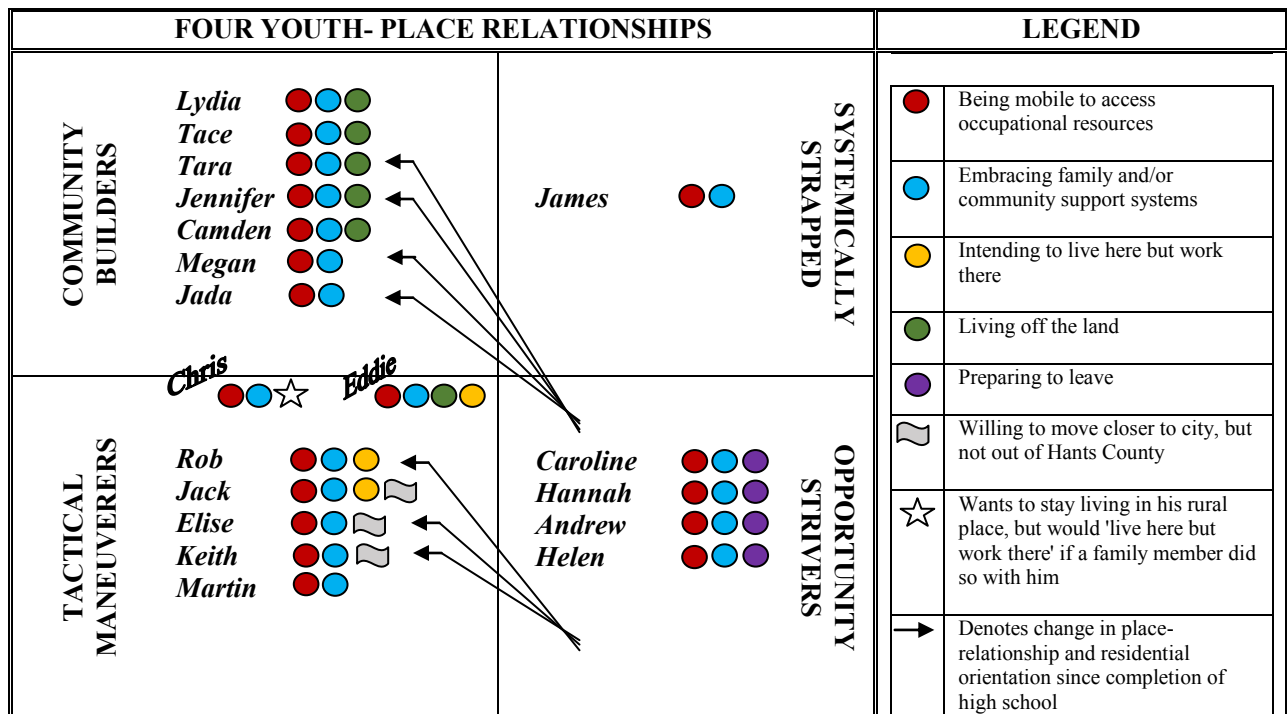 FOUR YOUTH- PLACE RELATIONSHIPS
LEGEND
COMMUNITY
BUILDERS
Lydia
Tace
Tara
Jennifer
Camden
Megan
Jada
James
SYSTEMICALLY
STRAPPED
Chris
Eddie
TACTICAL
MANEUVERERS
Rob
Jack
Elise
Keith
Martin
Caroline
Hannah
Andrew
Helen
OPPORTUNITY
STRIVERS
Being mobile to access
occupational resources
Embracing family and/or
community support systems
Intending to live here but work
there
Living off the land
Preparing to leave
Willing to move closer to city, but
not out of Hants County
Wants to stay living in his rural
place, but would 'live here but
work there' if a family member did
so with him
Denotes change in place-
relationship and residential
orientation since completion of
high school